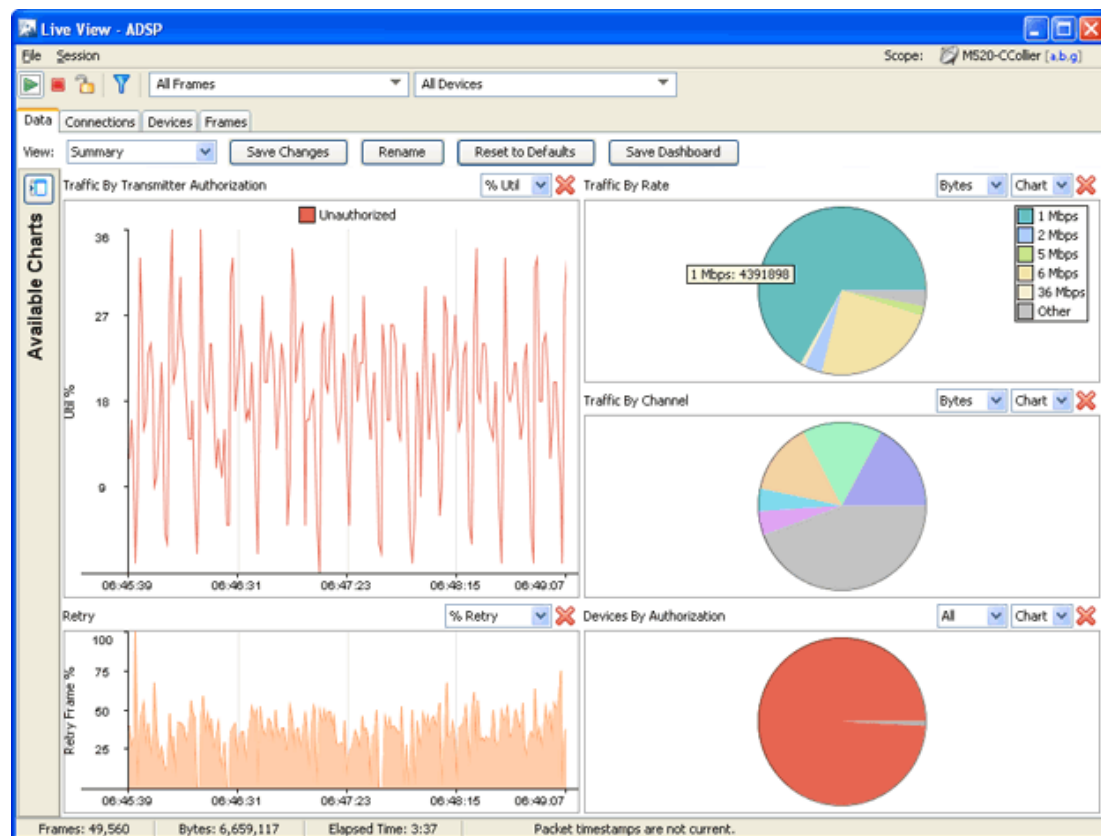 Live View - ADSP
File Session Scope: M520-CCollier [a,b,g]
All Frames All Devices
Data Connections Devices Frames
View: Summary Save Changes Rename Reset to Defaults Save Dashboard
Available Charts
Traffic By Transmitter Authorization % Util
Unauthorized
36
27
18
9
Util %
06:45:39 06:46:31 06:47:23 06:48:15 06:49:07
Retry % Retry
100
75
50
25
Retry Frame %
06:45:39 06:46:31 06:47:23 06:48:15 06:49:07
Traffic By Rate Bytes Chart
1 Mbps: 4391898
1 Mbps
2 Mbps
5 Mbps
6 Mbps
36 Mbps
Other
Traffic By Channel Bytes Chart
Devices By Authorization All Chart
Frames: 49,560 Bytes: 6,659,117 Elapsed Time: 3:37 Packet timestamps are not current.